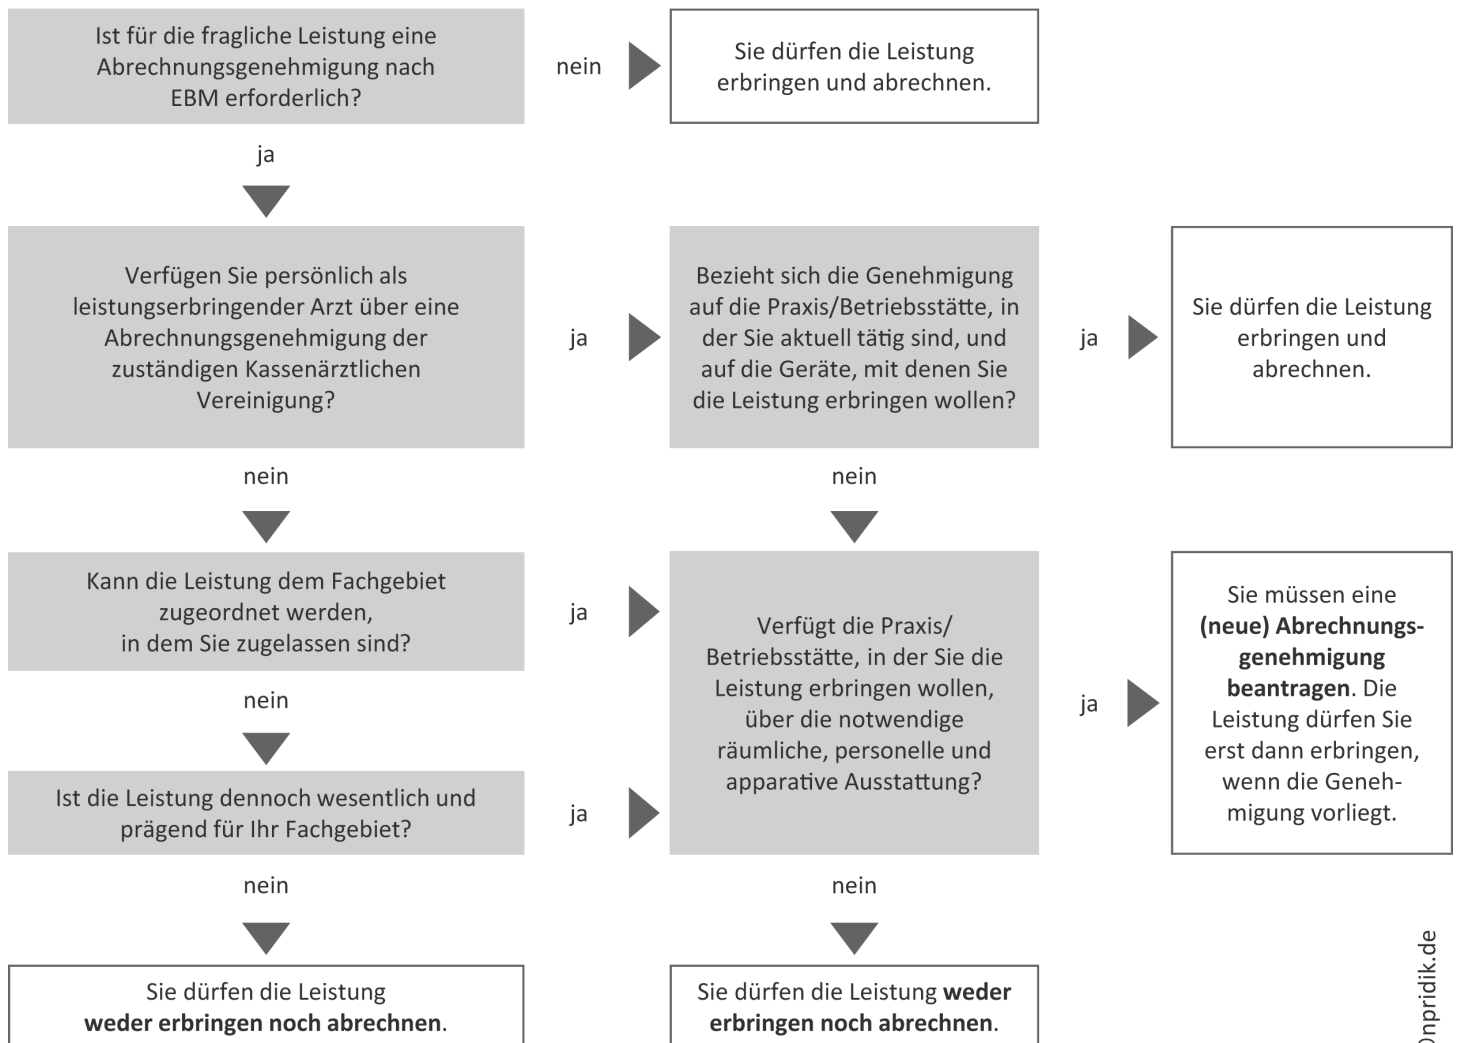 Ist für die fragliche Leistung eine
Abrechnungsgenehmigung nach
EBM erforderlich?
nein
Sie dürfen die Leistung
erbringen und abrechnen.
ja
Verfügen Sie persönlich als
leistungserbringender Arzt über eine
Abrechnungsgenehmigung der
zuständigen Kassenärztlichen
Vereinigung?
ja
Bezieht sich die Genehmigung
auf die Praxis/Betriebsstätte, in
der Sie aktuell tätig sind, und
auf die Geräte, mit denen Sie
die Leistung erbringen wollen?
ja
Sie dürfen die Leistung
erbringen und
abrechnen.
nein
nein
Kann die Leistung dem Fachgebiet
zugeordnet werden,
in dem Sie zugelassen sind?
ja
Verfügt die Praxis/
Betriebsstätte, in der Sie die
Leistung erbringen wollen,
über die notwendige
räumliche, personelle und
apparative Ausstattung?
ja
Sie müssen eine
(neue) Abrechnungs-
genehmigung
beantragen. Die
Leistung dürfen Sie
erst dann erbringen,
wenn die Geneh-
migung vorliegt.
nein
Ist die Leistung dennoch wesentlich und
prägend für Ihr Fachgebiet?
ja
nein
nein
Sie dürfen die Leistung
weder erbringen noch abrechnen.
Sie dürfen die Leistung weder
erbringen noch abrechnen.
npridik.de